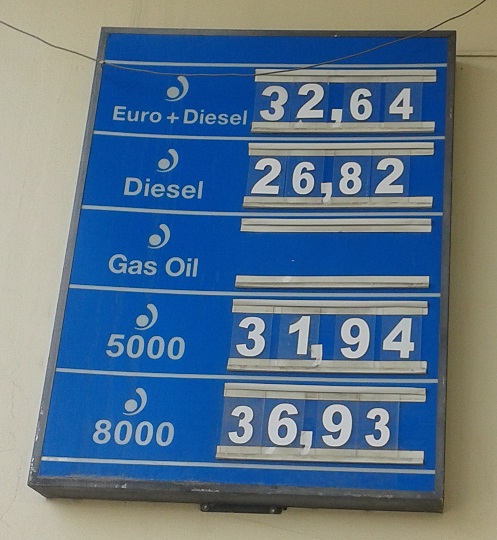 Euro + Diesel 32,64
Diesel 26,82
Gas Oil
5000 31,94
8000 36,93